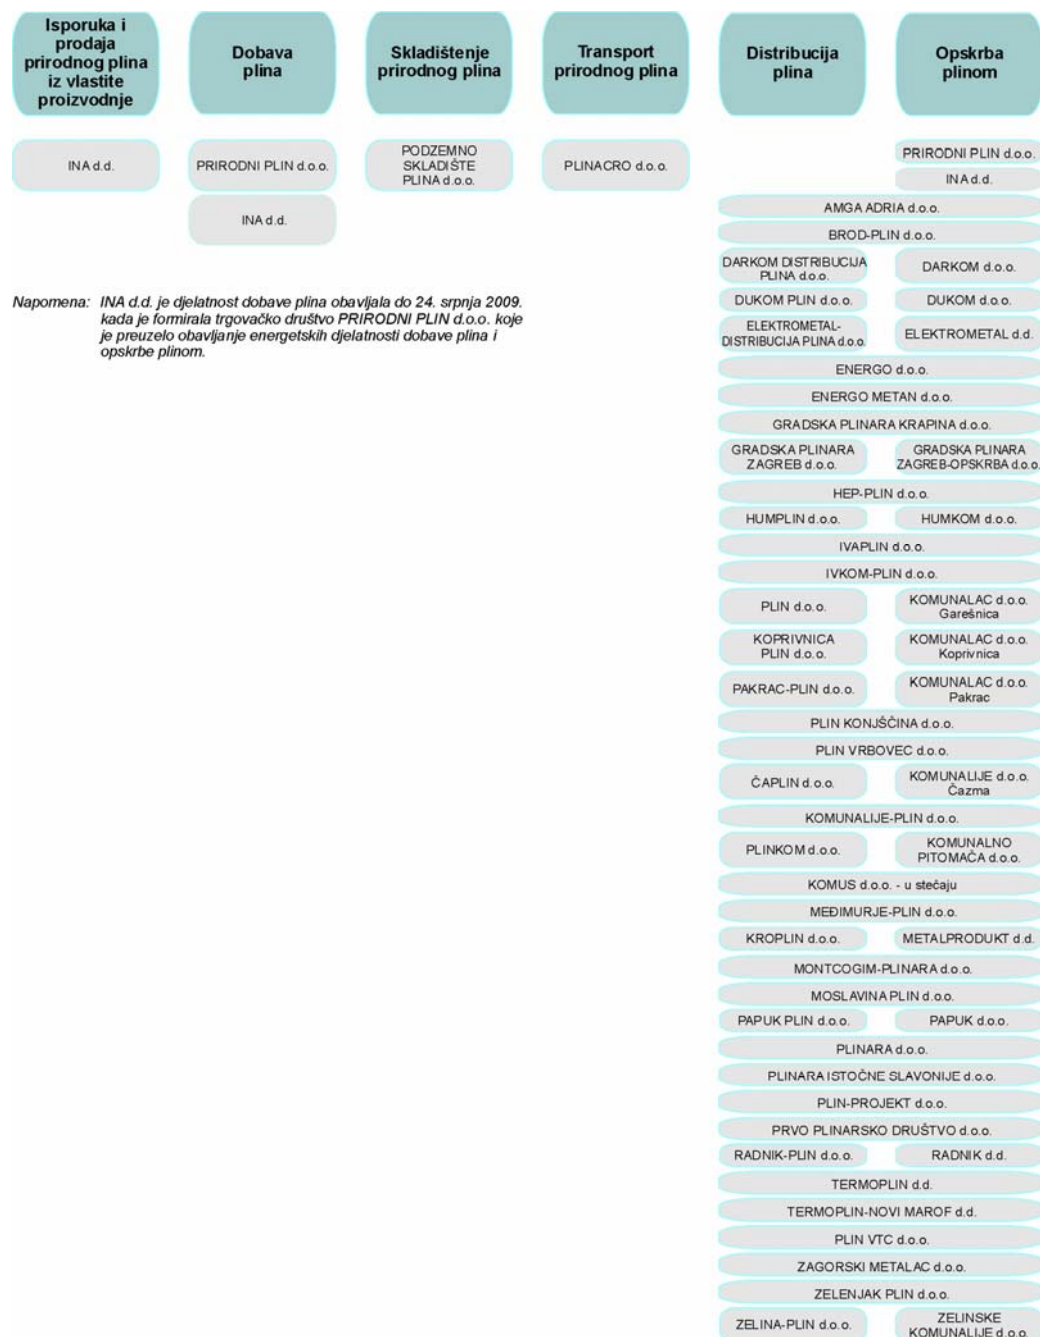 Isporuka i
prodaja
prirodnog plina
iz vlastite
proizvodnje
Dobava
plina
Skladištenje
prirodnog plina
Transport
prirodnog plina
Distribucija
plina
Opskrba
plinom
INA d.d.
PRIRODNI PLIN d.o.o.
PODZEMNO
SKLADIŠTE
PLINA d.o.o.
PLINACRO d.o.o.
PRIRODNI PLIN d.o.o.
INA d.d.
INA d.d.
Napomena: INA d.d. je djelatnost dobave plina obavljala do 24. srpnja 2009.
kada je formirala trgovačko društvo PRIRODNI PLIN d.o.o. koje
je preuzelo obavljanje energetskih djelatnosti dobave plina i
opskrbe plinom.
AMGA ADRIA d.o.o.
BROD-PLIN d.o.o.
DARKOM DISTRIBUCIJA
PLINA d.o.o.
DARKOM d.o.o.
DUKOM PLIN d.o.o.
DUKOM d.o.o.
ELEKTROMETAL-
DISTRIBUCIJA PLINA d.o.o.
ELEKTROMETAL d.d.
ENERGO d.o.o.
ENERGO METAN d.o.o.
GRADSKA PLINARA KRAPINA d.o.o.
GRADSKA PLINARA
ZAGREB d.o.o.
GRADSKA PLINARA
ZAGREB-OPSKRBA d.o.o.
HEP-PLIN d.o.o.
HUMPLIN d.o.o.
HUMKOM d.o.o.
IVAPLIN d.o.o.
IVKOM-PLIN d.o.o.
PLIN d.o.o.
KOMUNALAC d.o.o.
Garešnica
KOPRIVNICA
PLIN d.o.o.
KOMUNALAC d.o.o.
Koprivnica
PAKRAC-PLIN d.o.o.
KOMUNALAC d.o.o.
Pakrac
PLIN KONJŠČINA d.o.o.
PLIN VRBOVEC d.o.o.
ČAPLIN d.o.o.
KOMUNALIJE d.o.o.
Čazma
KOMUNALIJE-PLIN d.o.o.
PLINKOM d.o.o.
KOMUNALNO
PITOMAČA d.o.o.
KOMUS d.o.o. - u stečaju
MEĐIMURJE-PLIN d.o.o.
KROPLIN d.o.o.
METALPRODUKT d.d.
MONTCOGIM-PLINARA d.o.o.
MOSLAVINA PLIN d.o.o.
PAPUK PLIN d.o.o.
PAPUK d.o.o.
PLINARA d.o.o.
PLINARA ISTOČNE SLAVONIJE d.o.o.
PLIN-PROJEKT d.o.o.
PRVO PLINARSKO DRUŠTVO d.o.o.
RADNIK-PLIN d.o.o.
RADNIK d.d.
TERMOPLIN d.d.
TERMOPLIN-NOVI MAROF d.d.
PLIN VTC d.o.o.
ZAGORSKI METALAC d.o.o.
ZELENJAK PLIN d.o.o.
ZELINA-PLIN d.o.o.
ZELINSKE
KOMUNALIJE d.o.o.